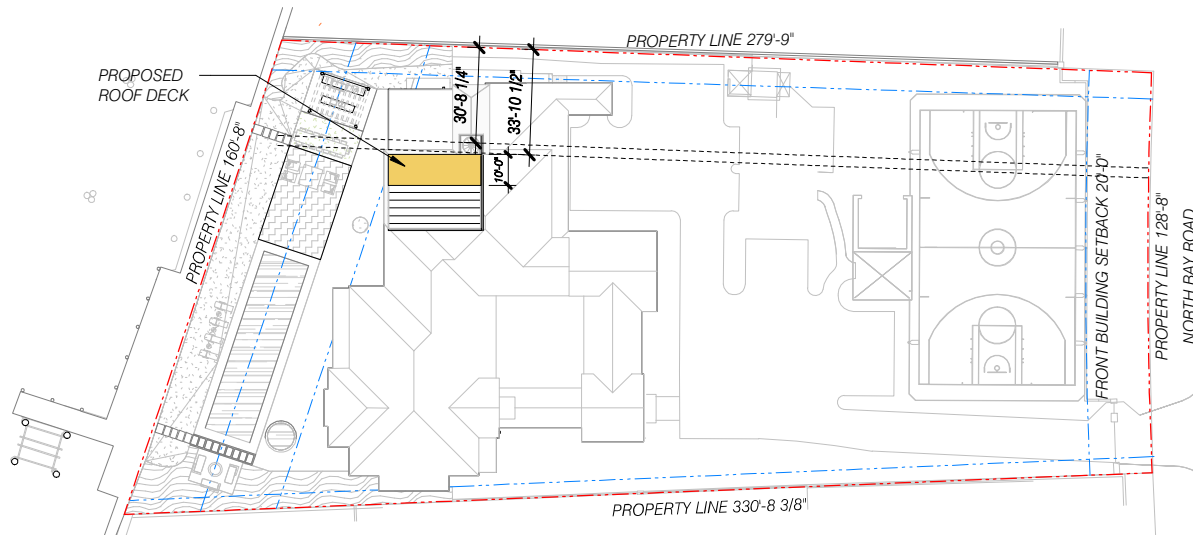 PROPERTY LINE 279'-9"
PROPOSED
ROOF DECK
30'-8 1/4"
33'-10 1/2"
10'-0"
PROPERTY LINE 160'-8"
FRONT BUILDING SETBACK 20'-0"
PROPERTY LINE 128'-8"
NORTH BAY ROAD
PROPERTY LINE 330'-8 3/8"